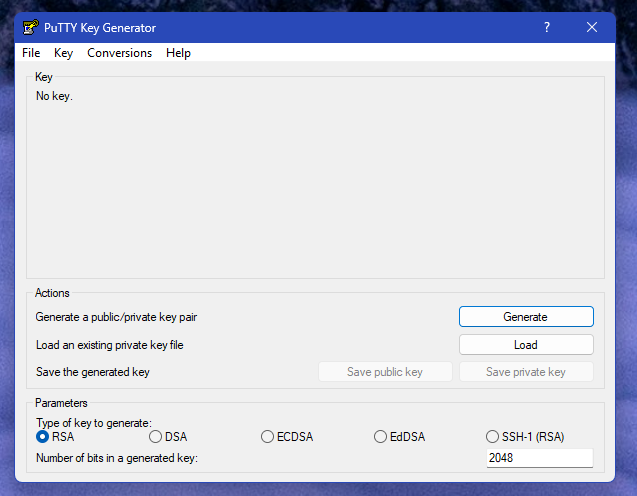 PuTTY Key Generator ?
File Key Conversions Help
Key
No key.
Actions
Generate a public/private key pair Generate
Load an existing private key file Load
Save the generated key Save public key Save private key
Parameters
Type of key to generate:
RSA DSA ECDSA EdDSA SSH-1 (RSA)
Number of bits in a generated key: 2048